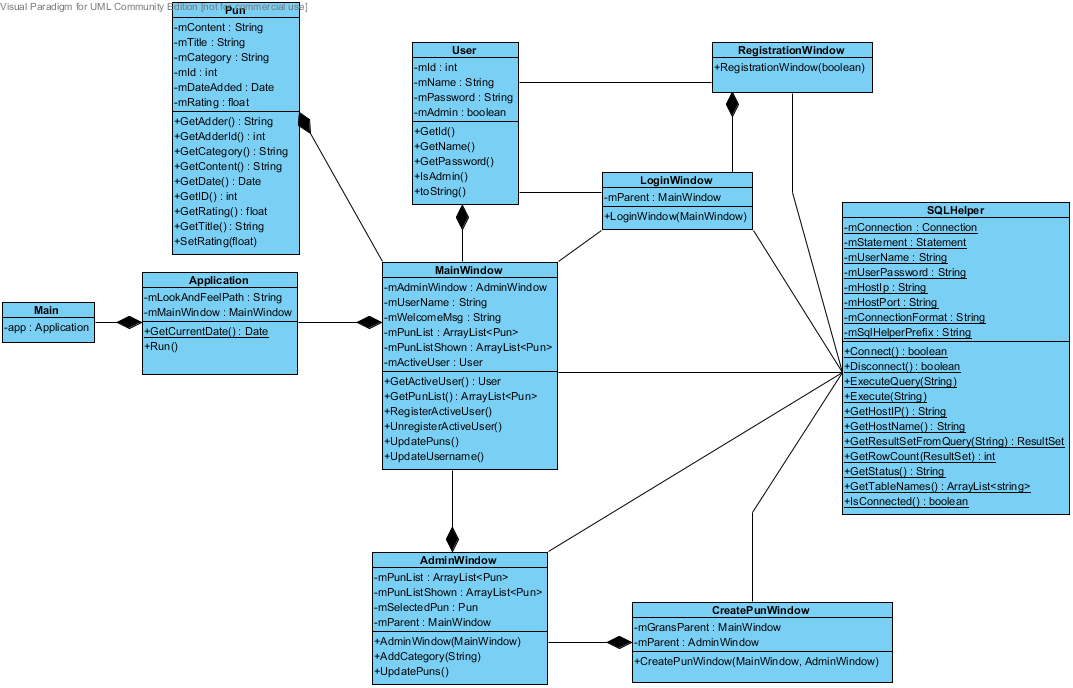 Visual Paradigm for UML Community Edition [not for commercial use]
Pun
-mContent : String
-mTitle : String
-mCategory : String
-mId : int
-mDateAdded : Date
-mRating : float
+GetAdder() : String
+GetAdderId() : int
+GetCategory() : String
+GetContent() : String
+GetDate() : Date
+GetID() : int
+GetRating() : float
+GetTitle() : String
+SetRating(float)
User
-mId : int
-mName : String
-mPassword : String
-mAdmin : boolean
+GetId()
+GetName()
+GetPassword()
+IsAdmin()
+toString()
RegistrationWindow
+RegistrationWindow(boolean)
LoginWindow
-mParent : MainWindow
+LoginWindow(MainWindow)
SQLHelper
-mConnection : Connection
-mStatement : Statement
-mUserName : String
-mUserPassword : String
-mHostIp : String
-mHostPort : String
-mConnectionFormat : String
-mSqlHelperPrefix : String
+Connect() : boolean
+Disconnect() : boolean
+ExecuteQuery(String)
+Execute(String)
+GetHostIP() : String
+GetHostName() : String
+GetResultSetFromQuery(String) : ResultSet
+GetRowCount(ResultSet) : int
+GetStatus() : String
+GetTableNames() : ArrayList<string>
+IsConnected() : boolean
Main
-app : Application
Application
-mLookAndFeelPath : String
-mMainWindow : MainWindow
+GetCurrentDate() : Date
+Run()
MainWindow
-mAdminWindow : AdminWindow
-mUserName : String
-mWelcomeMsg : String
-mPunList : ArrayList<Pun>
-mPunListShown : ArrayList<Pun>
-mActiveUser : User
+GetActiveUser() : User
+GetPunList() : ArrayList<Pun>
+RegisterActiveUser()
+UnregisterActiveUser()
+UpdatePuns()
+UpdateUsername()
AdminWindow
-mPunList : ArrayList<Pun>
-mPunListShown : ArrayList<Pun>
-mSelectedPun : Pun
-mParent : MainWindow
+AdminWindow(MainWindow)
+AddCategory(String)
+UpdatePuns()
CreatePunWindow
-mGransParent : MainWindow
-mParent : AdminWindow
+CreatePunWindow(MainWindow, AdminWindow)